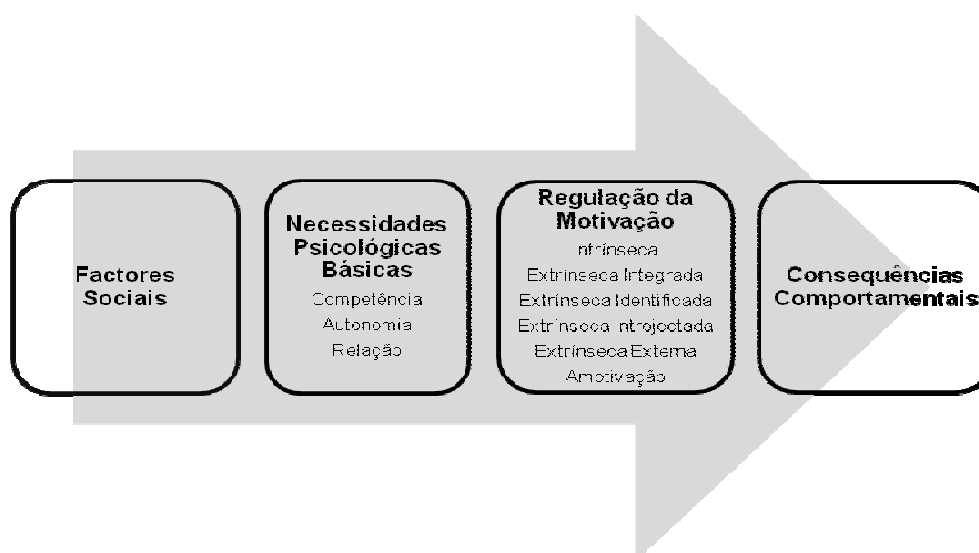 Factores
Sociais
Necessidades
Psicológicas
Básicas
Competência
Autonomia
Relação
Regulação da
Motivação
Intrínseca
Extrínseca Integrada
Extrínseca Identificada
Extrínseca Introjectada
Extrínseca Externa
Amotivação
Consequências
Comportamentais